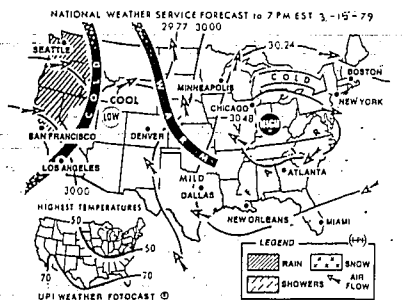 NATIONAL WEATHER SERVICE FORECAST to 7 PM EST 3-15-79
29.77 3000
30.24
SEATTLE
COLD
COLD
BOSTON
MINNEAPOLIS
COOL
WARM
NEW YORK
CHICAGO
LOW
30.48
HIGH
SAN FRANCISCO
DENVER
LOS ANGELES
ATLANTA
3000
MILD
DALLAS
HIGHEST TEMPERATURES
NEW ORLEANS
MIAMI
50
50
LEGEND
RAIN
SNOW
SHOWERS
AIR FLOW
70
70
UPI WEATHER FOTOCAST ©